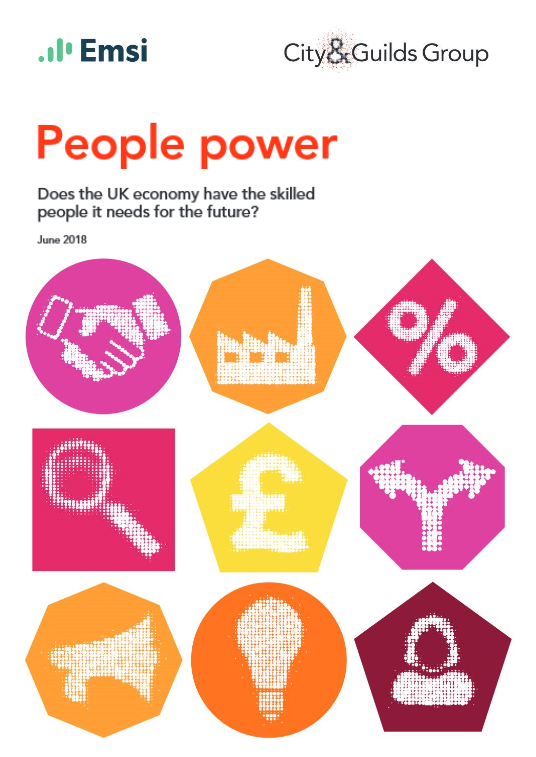 Emsi
City&Guilds Group
People power
Does the UK economy have the skilled
people it needs for the future?
June 2018
%
£